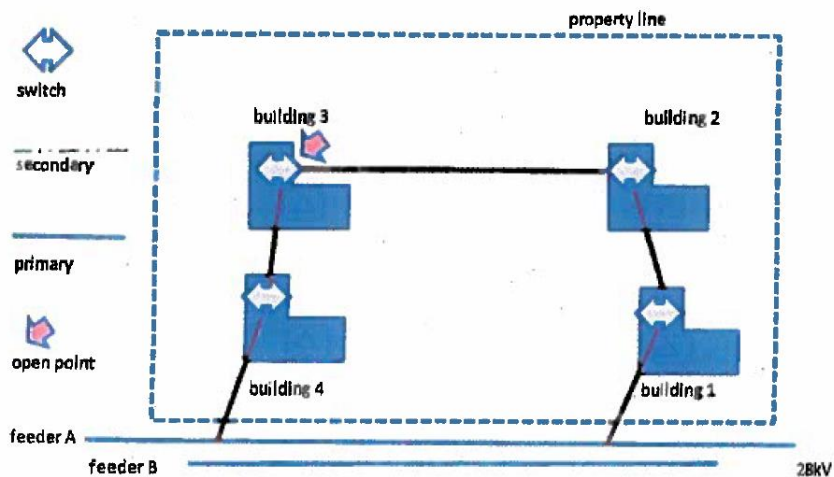 property line
switch
building 3
building 2
secondary
primary
open point
building 4
building 1
feeder A
feeder B
28kV